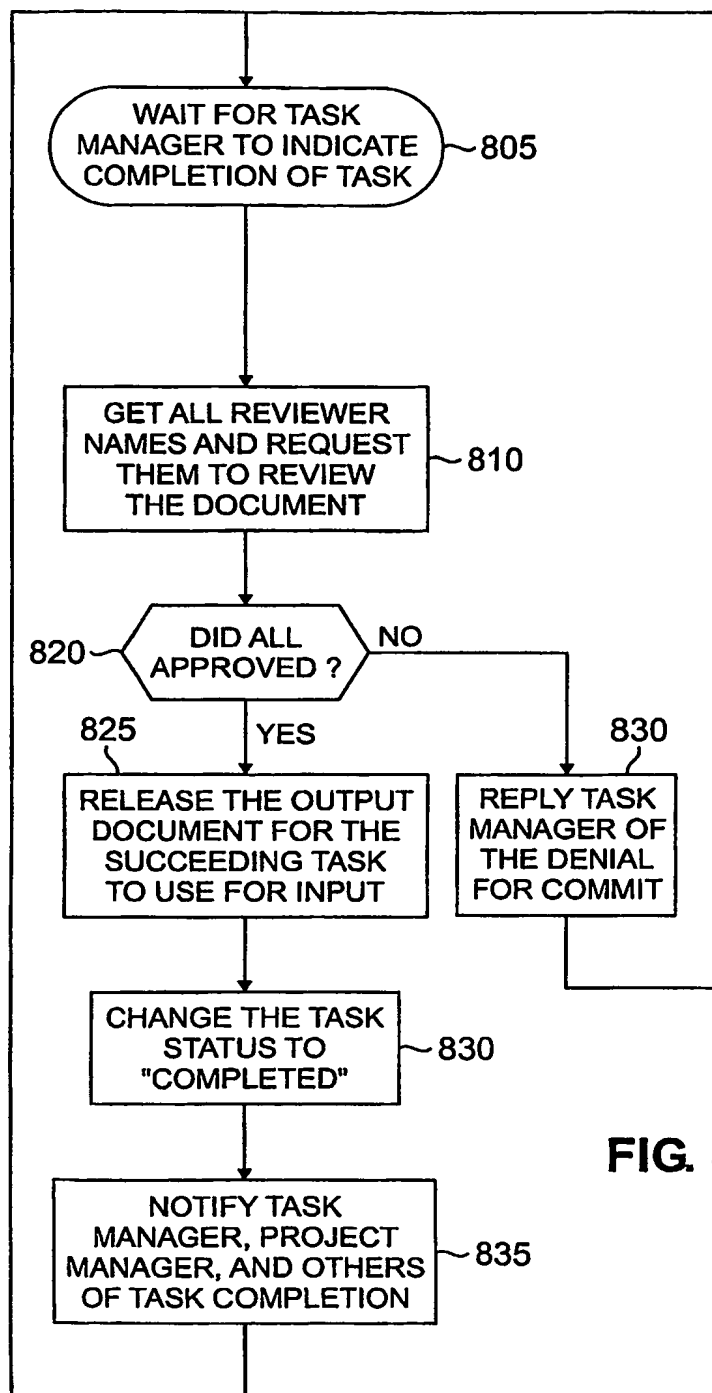 WAIT FOR TASK
MANAGER TO INDICATE
COMPLETION OF TASK
805
GET ALL REVIEWER
NAMES AND REQUEST
THEM TO REVIEW
THE DOCUMENT
810
820
DID ALL
APPROVED ?
NO
YES
825
RELEASE THE OUTPUT
DOCUMENT FOR THE
SUCCEEDING TASK
TO USE FOR INPUT
830
REPLY TASK
MANAGER OF
THE DENIAL
FOR COMMIT
CHANGE THE TASK
STATUS TO
"COMPLETED"
830
FIG.
NOTIFY TASK
MANAGER, PROJECT
MANAGER, AND OTHERS
OF TASK COMPLETION
835